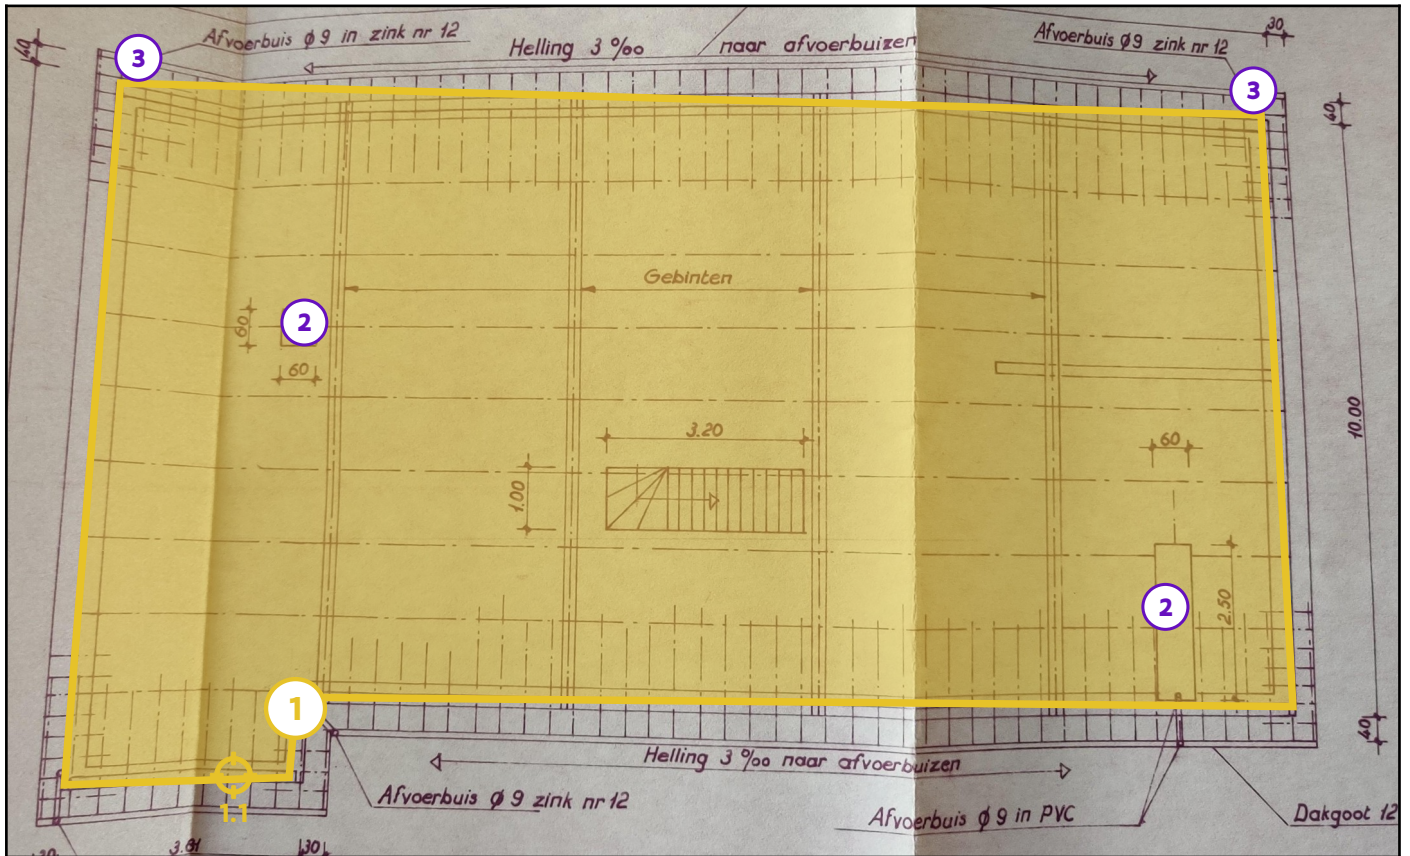 40
Afvoerbuis ϕ 9 in zink nr 12
Helling 3 ‰ naar afvoerbuizen
Afvoerbuis ϕ9 zink nr 12
30
3
3
40
Gebinten
60
2
60
3.20
1.00
10.00
60
2
2.50
1
40
Helling 3 ‰ naar afvoerbuizen
1.1
Afvoerbuis ϕ 9 zink nr 12
Afvoerbuis ϕ 9 in PVC
Dakgoot 12
30
3.61
30